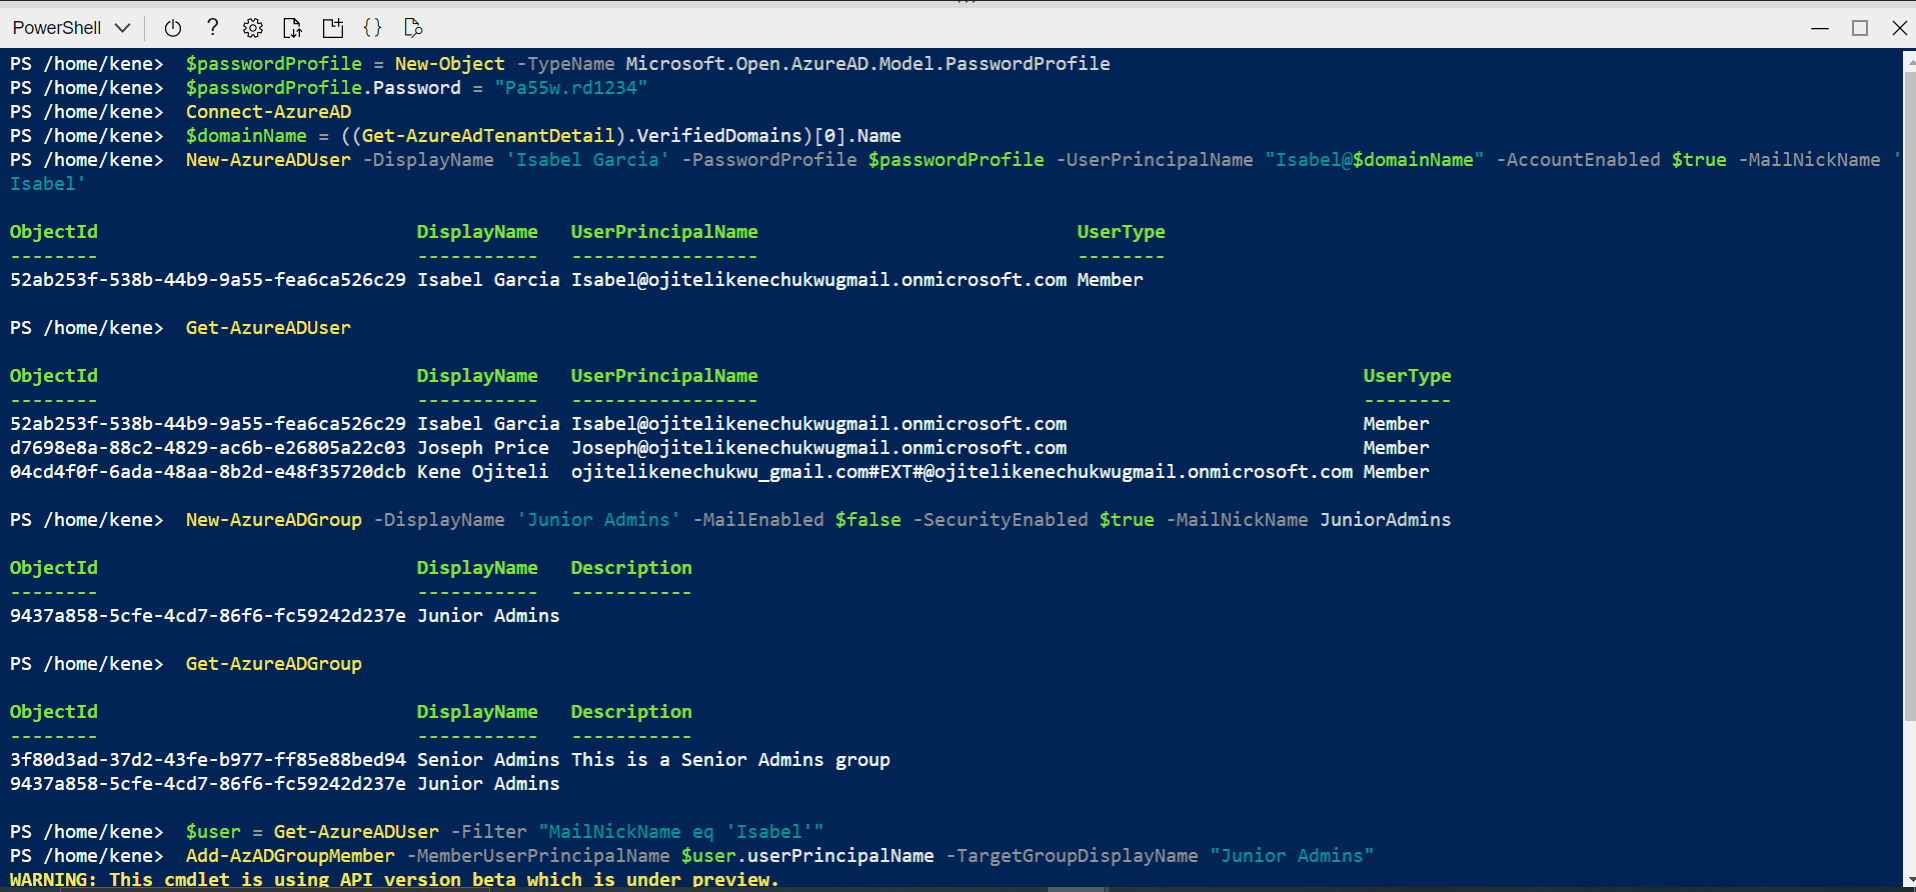 PowerShell
PS /home/kene> $passwordProfile = New-Object -TypeName Microsoft.Open.AzureAD.Model.PasswordProfile
PS /home/kene> $passwordProfile.Password = "Pa55w.rd1234"
PS /home/kene> Connect-AzureAD
PS /home/kene> $domainName = ((Get-AzureAdTenantDetail).VerifiedDomains)[0].Name
PS /home/kene> New-AzureADUser -DisplayName 'Isabel Garcia' -PasswordProfile $passwordProfile -UserPrincipalName "Isabel@$domainName" -AccountEnabled $true -MailNickName '
Isabel'
ObjectId DisplayName UserPrincipalName UserType
-------- ----------- ----------------- --------
52ab253f-538b-44b9-9a55-fea6ca526c29 Isabel Garcia Isabel@ojitelikenechukwugmail.onmicrosoft.com Member
PS /home/kene> Get-AzureADUser
ObjectId DisplayName UserPrincipalName UserType
-------- ----------- ----------------- --------
52ab253f-538b-44b9-9a55-fea6ca526c29 Isabel Garcia Isabel@ojitelikenechukwugmail.onmicrosoft.com Member
d7698e8a-88c2-4829-ac6b-e26805a22c03 Joseph Price Joseph@ojitelikenechukwugmail.onmicrosoft.com Member
04cd4f0f-6ada-48aa-8b2d-e48f35720dcb Kene Ojiteli ojitelikenechukwu_gmail.com#EXT#@ojitelikenechukwugmail.onmicrosoft.com Member
PS /home/kene> New-AzureADGroup -DisplayName 'Junior Admins' -MailEnabled $false -SecurityEnabled $true -MailNickName JuniorAdmins
ObjectId DisplayName Description
-------- ----------- -----------
9437a858-5cfe-4cd7-86f6-fc59242d237e Junior Admins
PS /home/kene> Get-AzureADGroup
ObjectId DisplayName Description
-------- ----------- -----------
3f80d3ad-37d2-43fe-b977-ff85e88bed94 Senior Admins This is a Senior Admins group
9437a858-5cfe-4cd7-86f6-fc59242d237e Junior Admins
PS /home/kene> $user = Get-AzureADUser -Filter "MailNickName eq 'Isabel'"
PS /home/kene> Add-AzADGroupMember -MemberUserPrincipalName $user.userPrincipalName -TargetGroupDisplayName "Junior Admins"
WARNING: This cmdlet is using API version beta which is under preview.